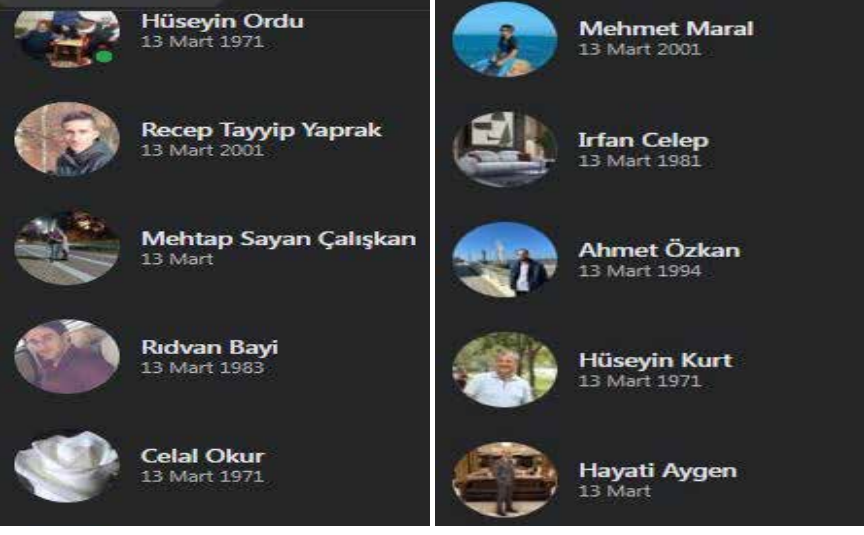 Hüseyin Ordu
13 Mart 1971
Recep Tayyip Yaprak
13 Mart 2001
Mehtap Sayan Çalışkan
13 Mart
Rıdvan Bayi
13 Mart 1983
Celal Okur
13 Mart 1971
Mehmet Maral
13 Mart 2001
Irfan Celep
13 Mart 1981
Ahmet Özkan
13 Mart 1994
Hüseyin Kurt
13 Mart 1971
Hayati Aygen
13 Mart